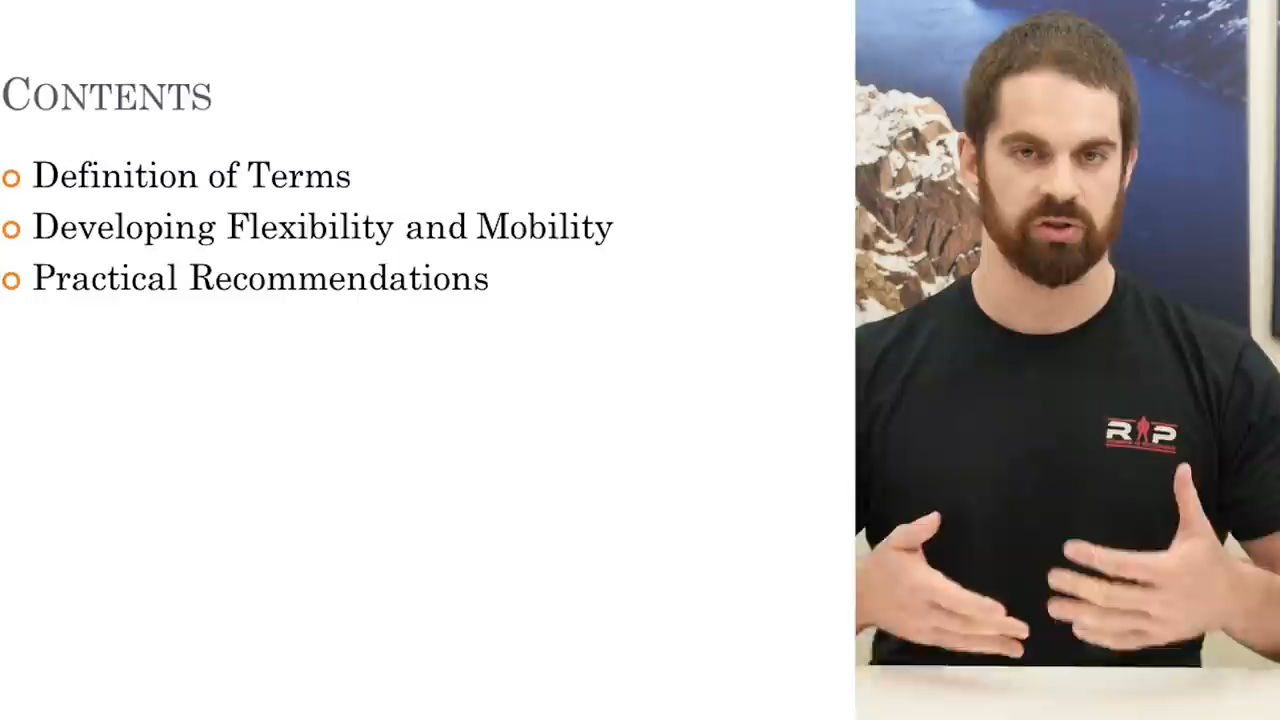 CONTENTS
Definition of Terms
Developing Flexibility and Mobility
Practical Recommendations
RP